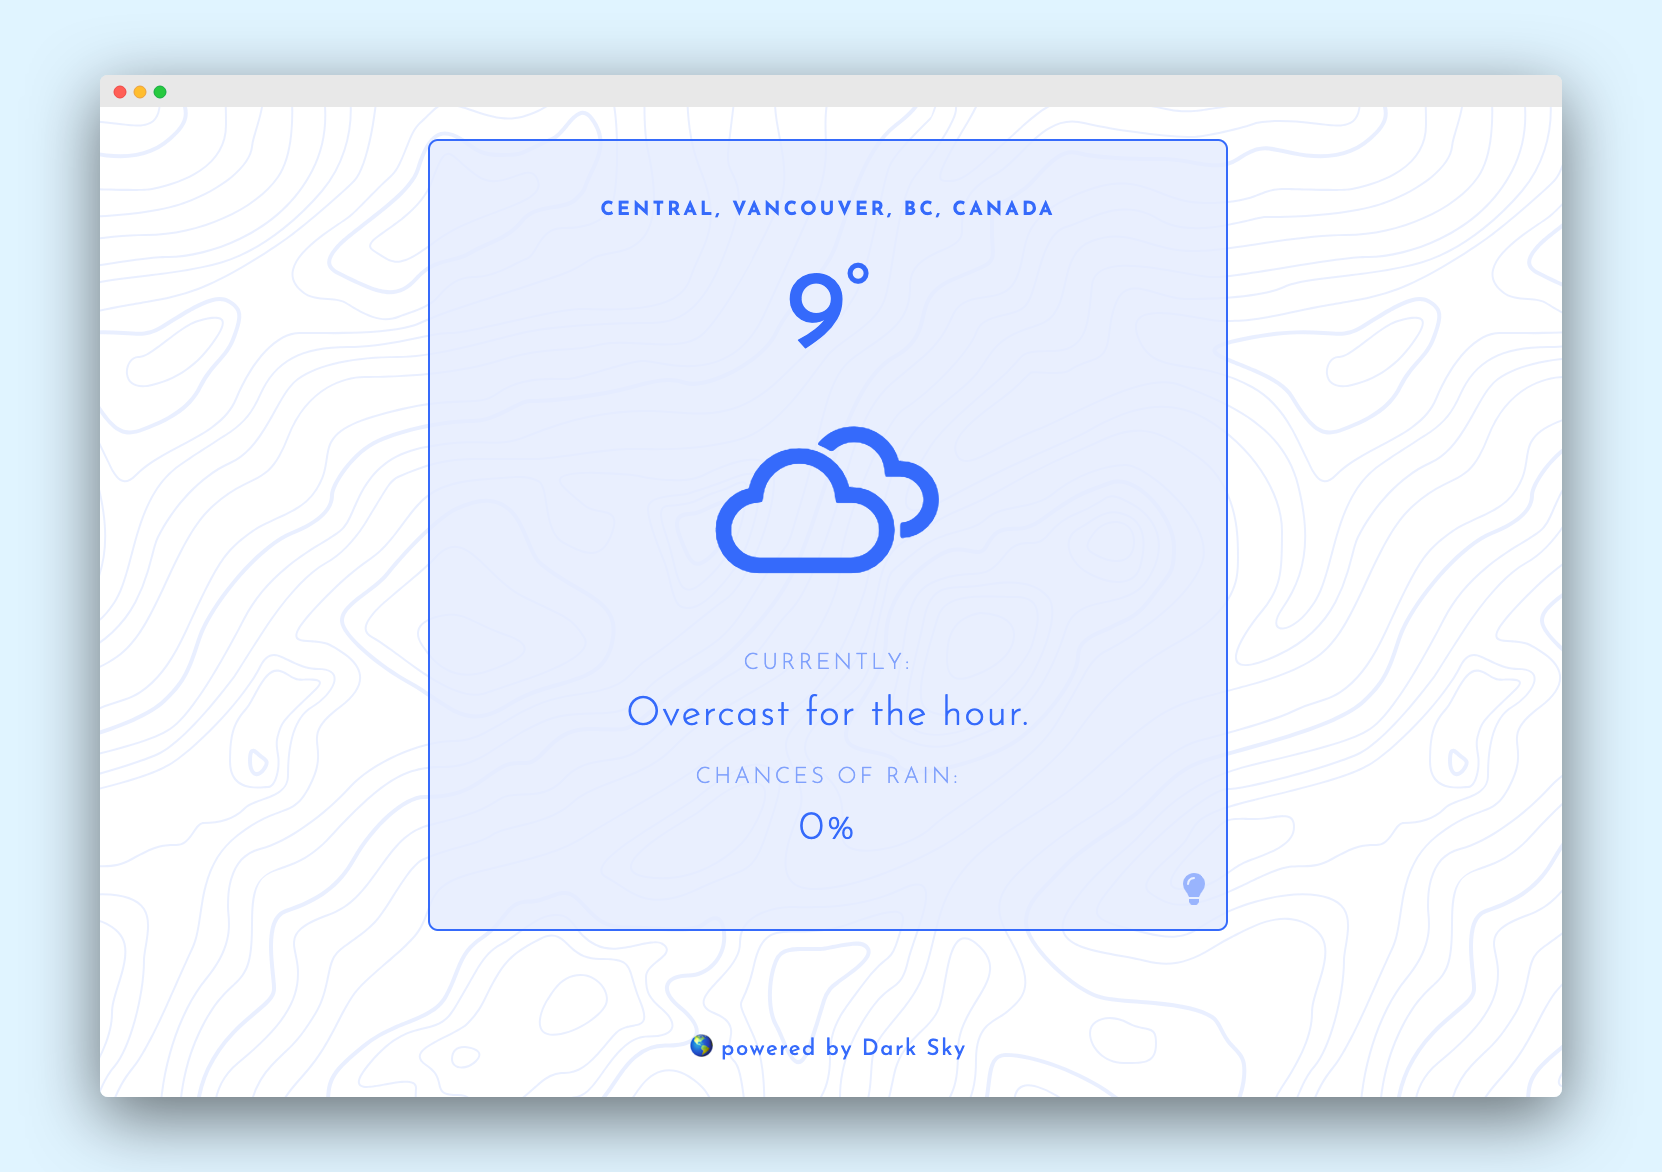 CENTRAL, VANCOUVER, BC, CANADA
9°
CURRENTLY:
Overcast for the hour.
CHANCES OF RAIN:
0%
powered by Dark Sky